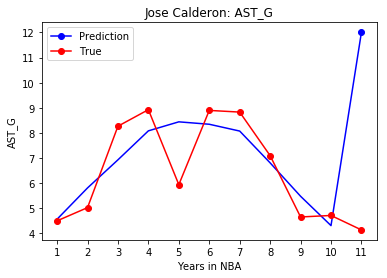 Jose Calderon: AST_G
Prediction
True
AST_G
12
11
10
9
8
7
6
5
4
1 2 3 4 5 6 7 8 9 10 11
Years in NBA